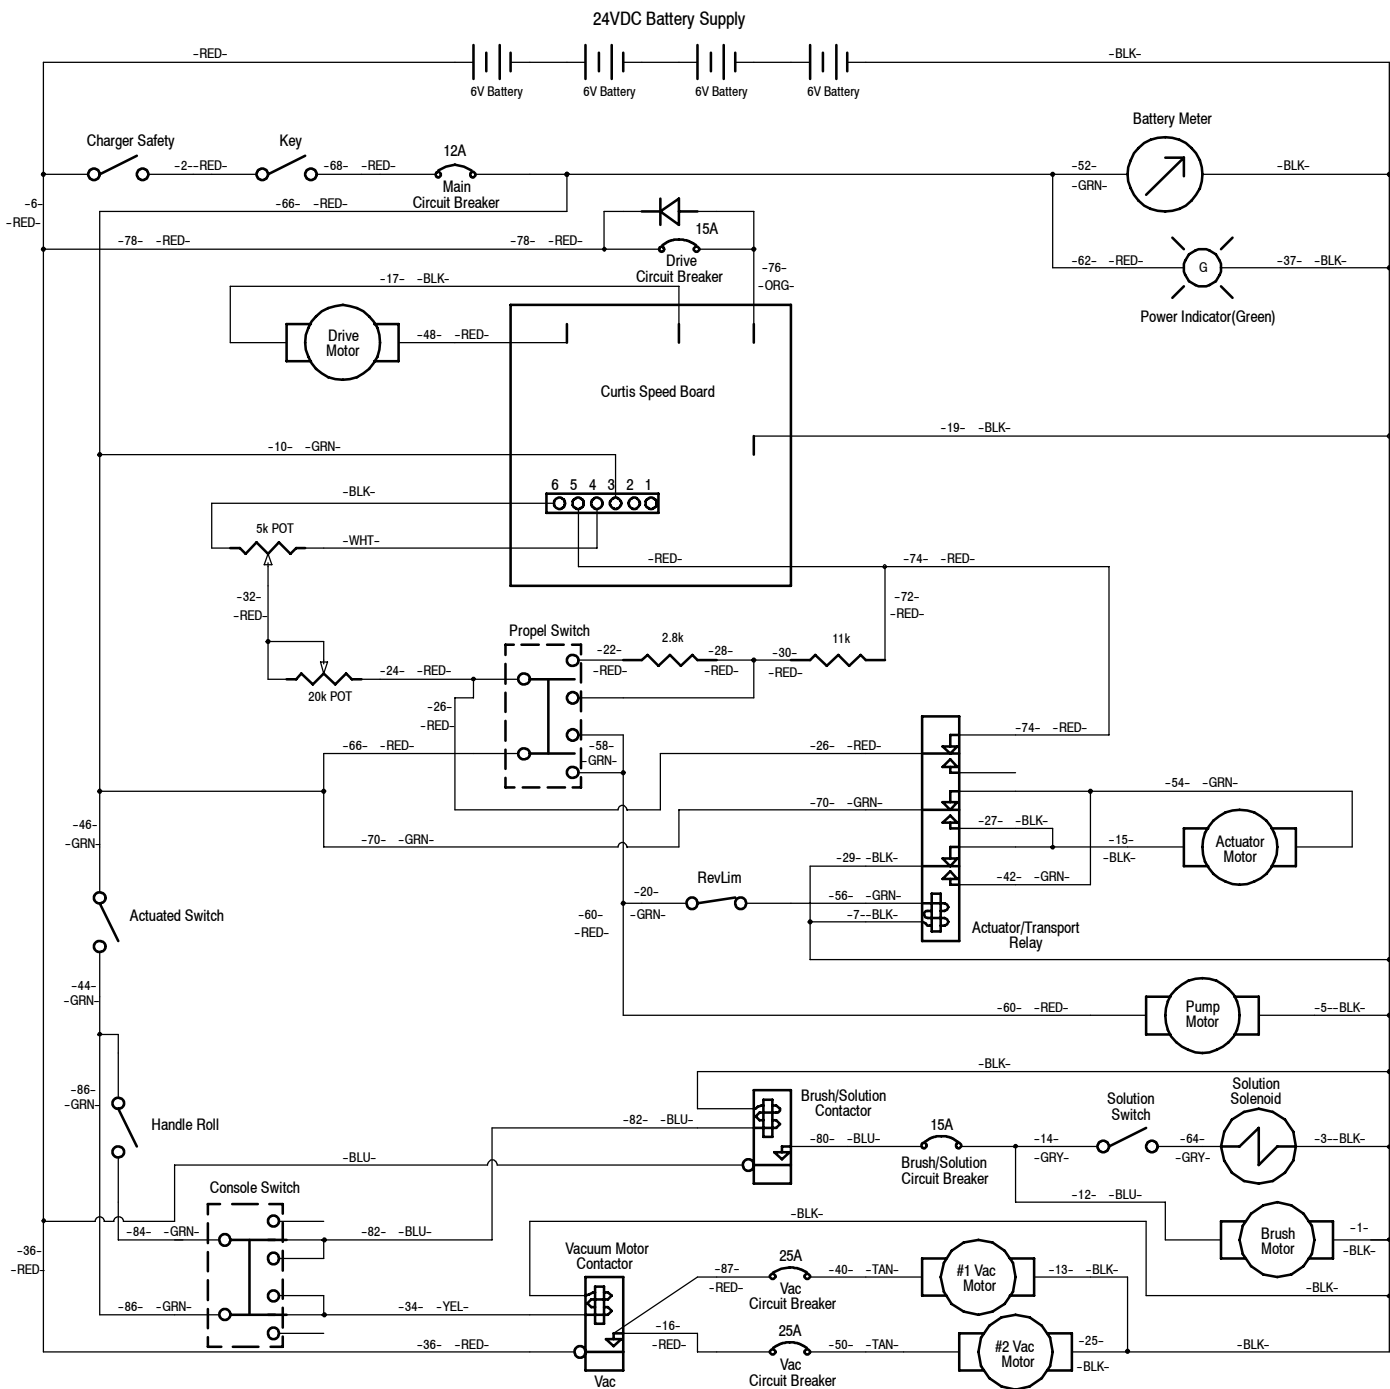 24VDC Battery Supply
-RED-
-BLK-
6V Battery
6V Battery
6V Battery
6V Battery
Battery Meter
Charger Safety
Key
12A
-2--RED-
-68- -RED-
-52-
-GRN-
-BLK-
Main
Circuit Breaker
-6-
-RED-
-66- -RED-
15A
-78- -RED-
-78- -RED-
Drive
Circuit Breaker
-76-
-ORG-
-62- -RED-
G
-37- -BLK-
-17- -BLK-
Power Indicator(Green)
Drive
Motor
-48- -RED-
Curtis Speed Board
-19- -BLK-
-10- -GRN-
6 5 4 3 2 1
-BLK-
5k POT
-WHT-
-RED-
-74- -RED-
-32-
-RED-
-72-
-RED-
Propel Switch
-22-
-RED-
2.8k
-28-
-RED-
-30-
-RED-
11k
-24- -RED-
20k POT
-26-
-RED-
-74- -RED-
-66- -RED-
-58-
-GRN-
-26- -RED-
-54- -GRN-
-70- -GRN-
-46-
-GRN-
-27- -BLK-
-70- -GRN-
-15-
-BLK-
Actuator
Motor
-29- -BLK-
RevLim
-42- -GRN-
-20-
-GRN-
-56- -GRN-
Actuated Switch
-60-
-RED-
-7--BLK-
Actuator/Transport
Relay
-44-
-GRN-
-60- -RED-
Pump
Motor
-5--BLK-
-BLK-
-86-
-GRN-
Brush/Solution
Contactor
Solution
Switch
Solution
Solenoid
Handle Roll
-82- -BLU-
15A
-80- -BLU-
-14-
-GRY-
-64-
-GRY-
-3--BLK-
-BLU-
Brush/Solution
Circuit Breaker
Console Switch
-12- -BLU-
-BLK-
-84- -GRN-
-82- -BLU-
Brush
Motor
-1-
-BLK-
-36-
-RED-
Vacuum Motor
Contactor
25A
-87-
-RED-
-40- -TAN-
#1 Vac
Motor
-13- -BLK-
Vac
Circuit Breaker
-BLK-
-86- -GRN-
-34- -YEL-
-16-
-RED-
25A
-36- -RED-
-50- -TAN-
#2 Vac
Motor
-25-
-BLK-
-BLK-
Vac
Vac
Circuit Breaker